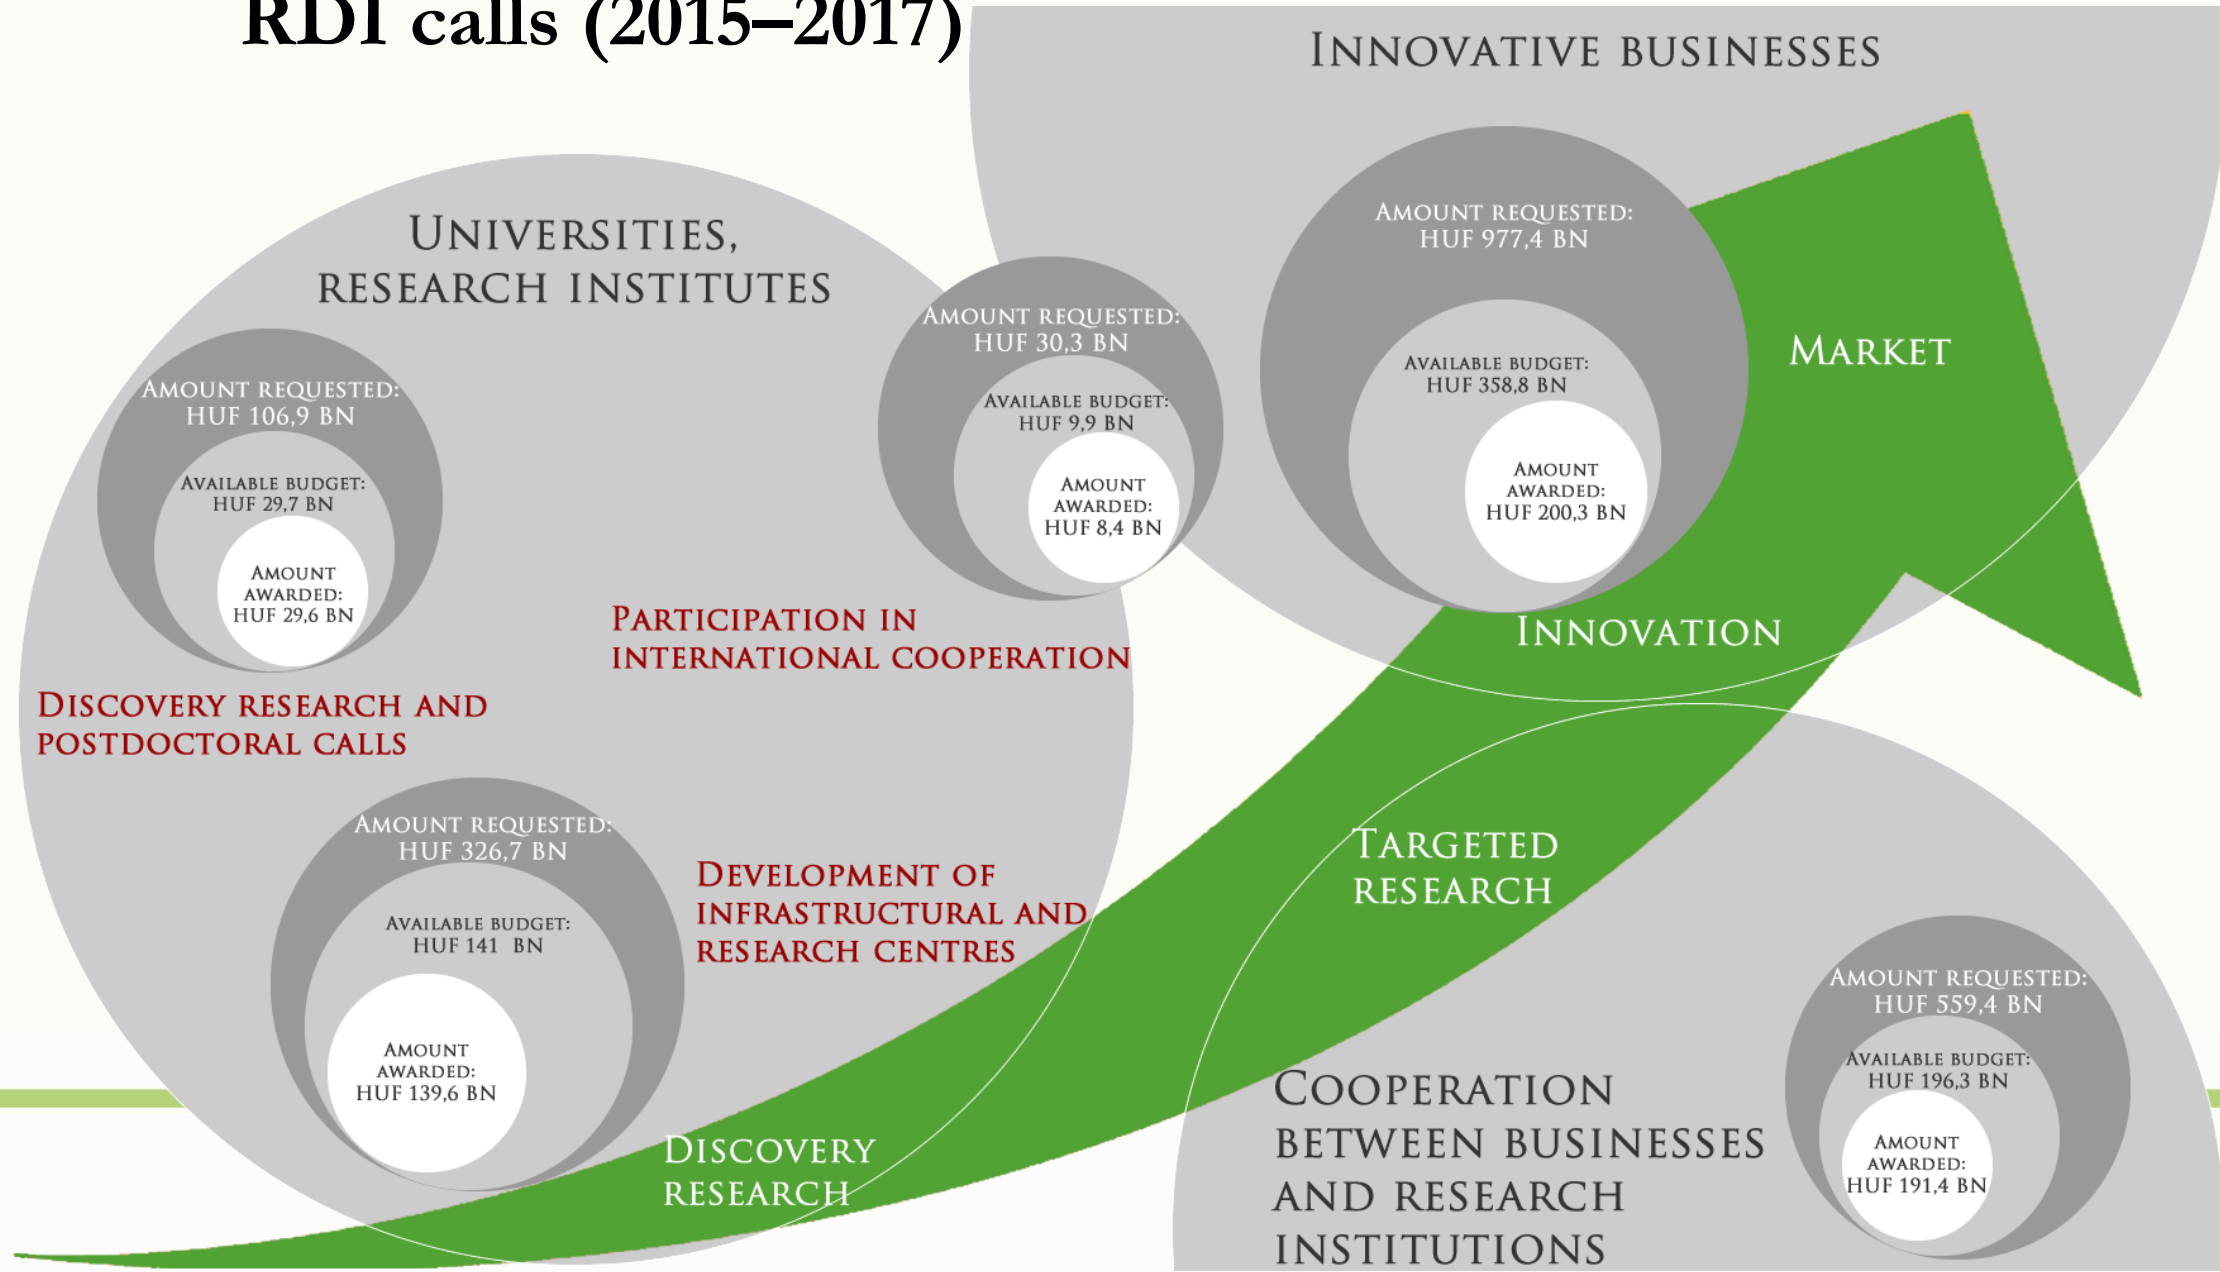 RDI calls (2015–2017)
INNOVATIVE BUSINESSES
UNIVERSITIES,
RESEARCH INSTITUTES
AMOUNT REQUESTED:
HUF 106,9 BN
AVAILABLE BUDGET:
HUF 29,7 BN
AMOUNT
AWARDED:
HUF 29,6 BN
DISCOVERY RESEARCH AND
POSTDOCTORAL CALLS
AMOUNT REQUESTED:
HUF 30,3 BN
AVAILABLE BUDGET:
HUF 9,9 BN
AMOUNT
AWARDED:
HUF 8,4 BN
PARTICIPATION IN
INTERNATIONAL COOPERATION
AMOUNT REQUESTED:
HUF 977,4 BN
AVAILABLE BUDGET:
HUF 358,8 BN
AMOUNT
AWARDED:
HUF 200,3 BN
MARKET
INNOVATION
AMOUNT REQUESTED:
HUF 326,7 BN
AVAILABLE BUDGET:
HUF 141 BN
AMOUNT
AWARDED:
HUF 139,6 BN
DEVELOPMENT OF
INFRASTRUCTURAL AND
RESEARCH CENTRES
TARGETED
RESEARCH
DISCOVERY
RESEARCH
COOPERATION
BETWEEN BUSINESSES
AND RESEARCH
INSTITUTIONS
AMOUNT REQUESTED:
HUF 559,4 BN
AVAILABLE BUDGET:
HUF 196,3 BN
AMOUNT
AWARDED:
HUF 191,4 BN